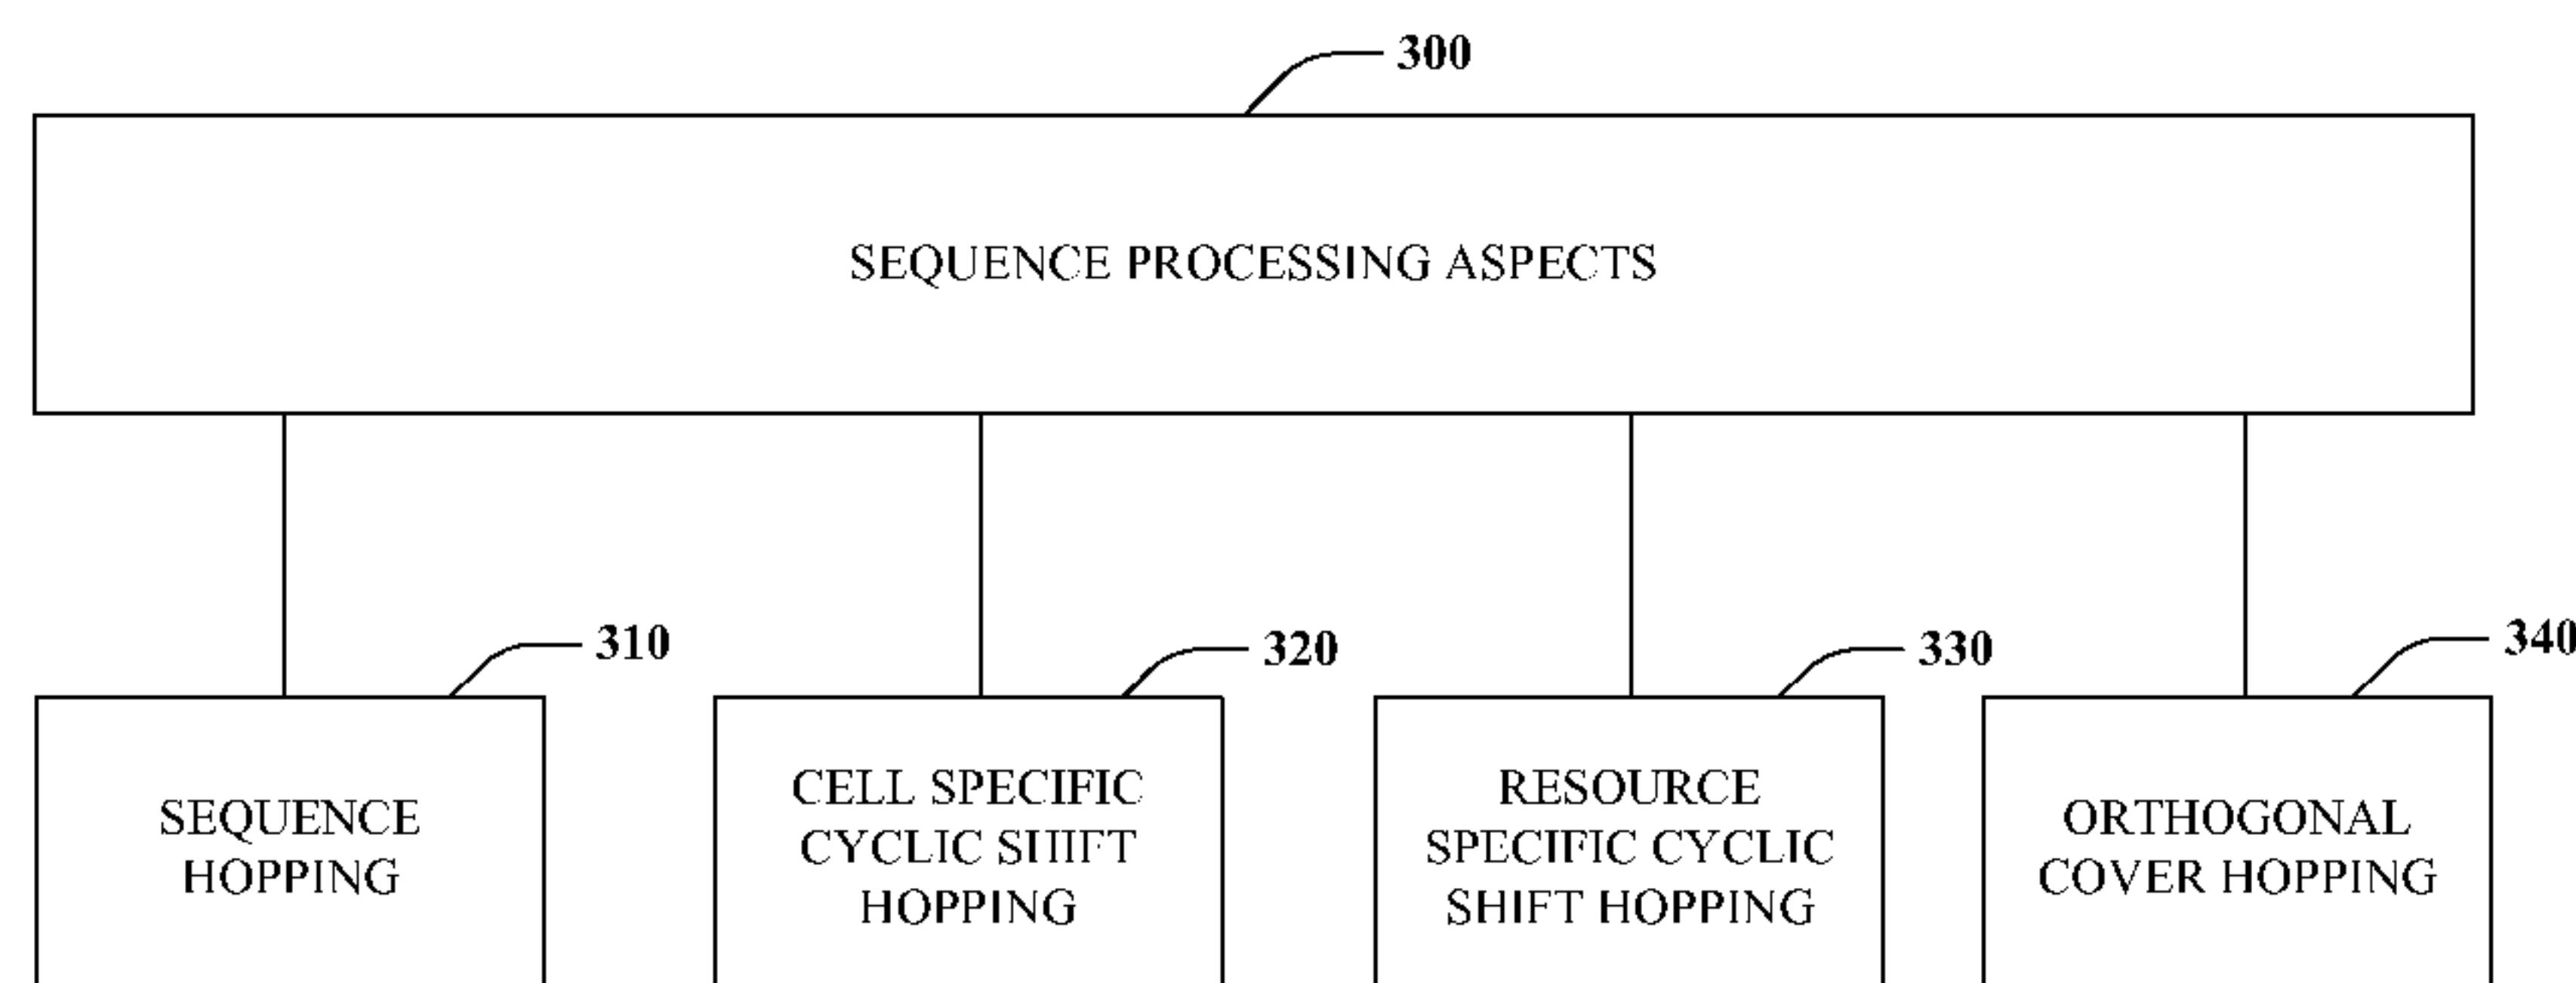 300
SEQUENCE PROCESSING ASPECTS
310
320
330
340
SEQUENCE
HOPPING
CELL SPECIFIC
CYCLIC SHIFT
HOPPING
RESOURCE
SPECIFIC CYCLIC
SHIFT HOPPING
ORTHOGONAL
COVER HOPPING